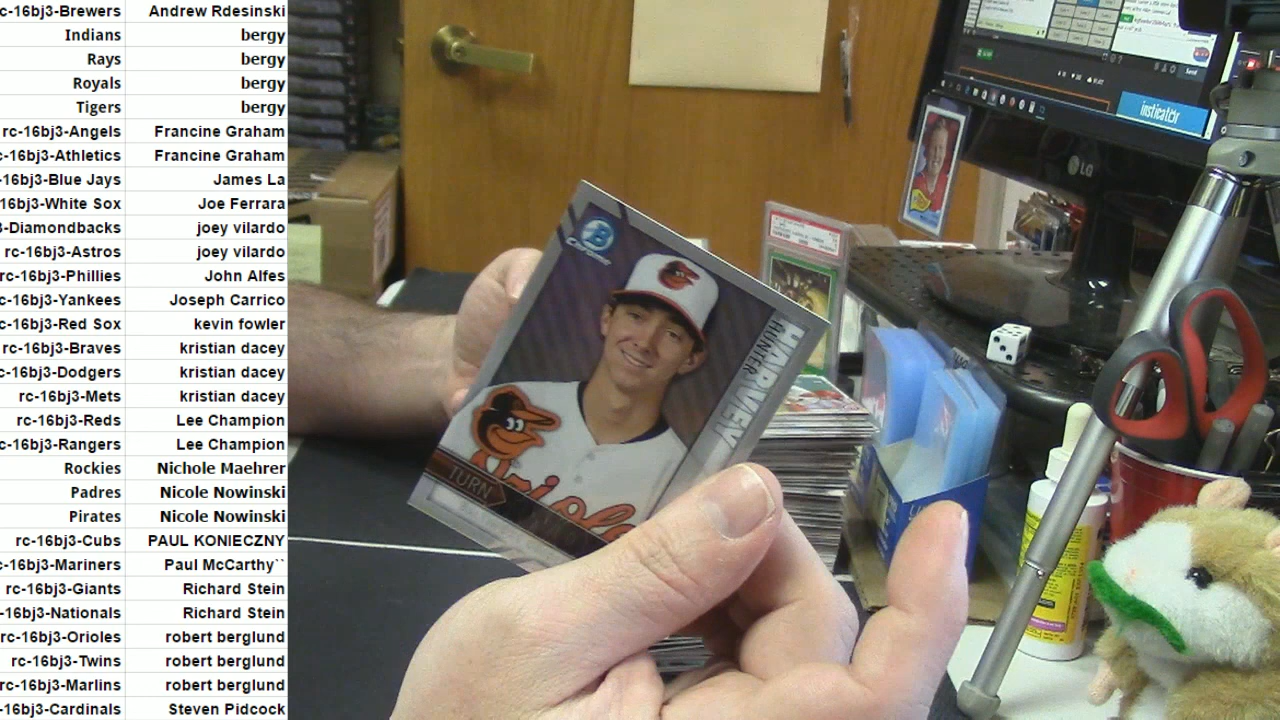 c-16bj3-Brewers Andrew Rdesinski
Indians bergy
Rays bergy
Royals bergy
Tigers bergy
rc-16bj3-Angels Francine Graham
c-16bj3-Athletics Francine Graham
-16bj3-Blue Jays James La
16bj3-White Sox Joe Ferrara
3-Diamondbacks joey vilardo
rc-16bj3-Astros joey vilardo
rc-16bj3-Phillies John Alfes
c-16bj3-Yankees Joseph Carrico
rc-16bj3-Red Sox kevin fowler
rc-16bj3-Braves kristian dacey
c-16bj3-Dodgers kristian dacey
rc-16bj3-Mets kristian dacey
rc-16bj3-Reds Lee Champion
c-16bj3-Rangers Lee Champion
Rockies Nichole Maehrer
Padres Nicole Nowinski
Pirates Nicole Nowinski
rc-16bj3-Cubs PAUL KONIECZNY
c-16bj3-Mariners Paul McCarthy``
rc-16bj3-Giants Richard Stein
-16bj3-Nationals Richard Stein
rc-16bj3-Orioles robert berglund
rc-16bj3-Twins robert berglund
rc-16bj3-Marlins robert berglund
rc-16bj3-Cardinals Steven Pidcock
B
Chrome
HUNTER
HARVEY
Orioles
TURN
insticator
LG